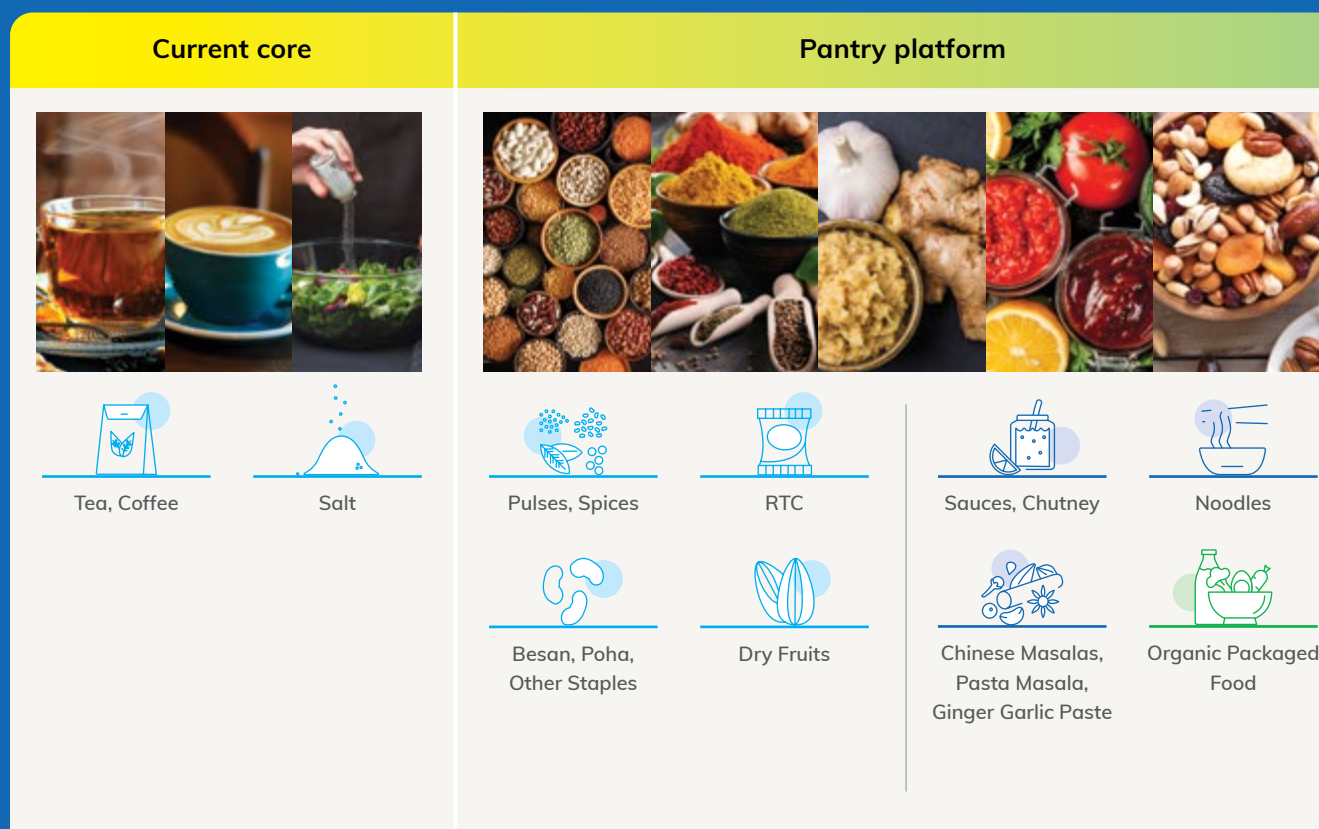 Current core
Pantry platform
Tea, Coffee
Salt
Pulses, Spices
RTC
Sauces, Chutney
Noodles
Besan, Poha,
Other Staples
Dry Fruits
Chinese Masalas,
Pasta Masala,
Ginger Garlic Paste
Organic Packaged
Food